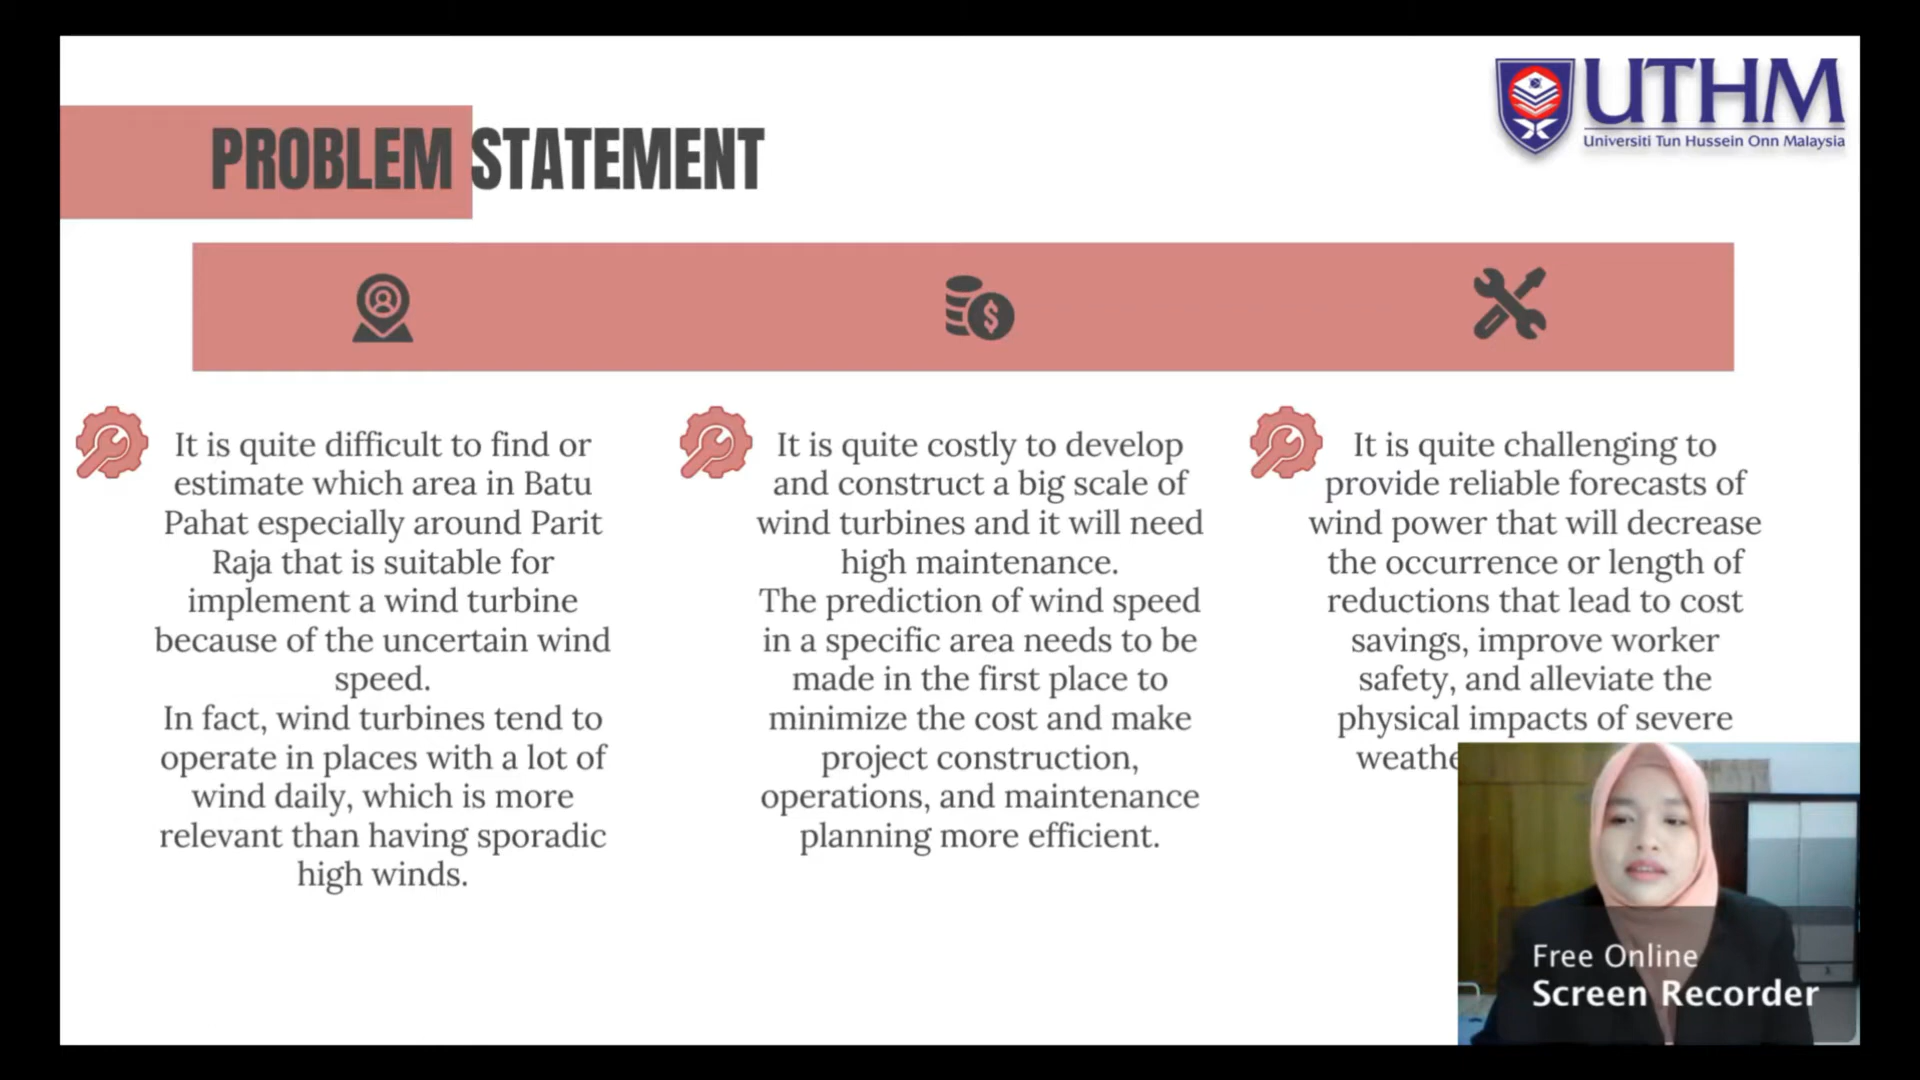 UTHM
Universiti Tun Hussein Onn Malaysia
PROBLEM STATEMENT
It is quite difficult to find or
estimate which area in Batu
Pahat especially around Parit
Raja that is suitable for
implement a wind turbine
because of the uncertain wind
speed.
In fact, wind turbines tend to
operate in places with a lot of
wind daily, which is more
relevant than having sporadic
high winds.
It is quite costly to develop
and construct a big scale of
wind turbines and it will need
high maintenance.
The prediction of wind speed
in a specific area needs to be
made in the first place to
minimize the cost and make
project construction,
operations, and maintenance
planning more efficient.
It is quite challenging to
provide reliable forecasts of
wind power that will decrease
the occurrence or length of
reductions that lead to cost
savings, improve worker
safety, and alleviate the
physical impacts of severe
Free Online
Screen Recorder